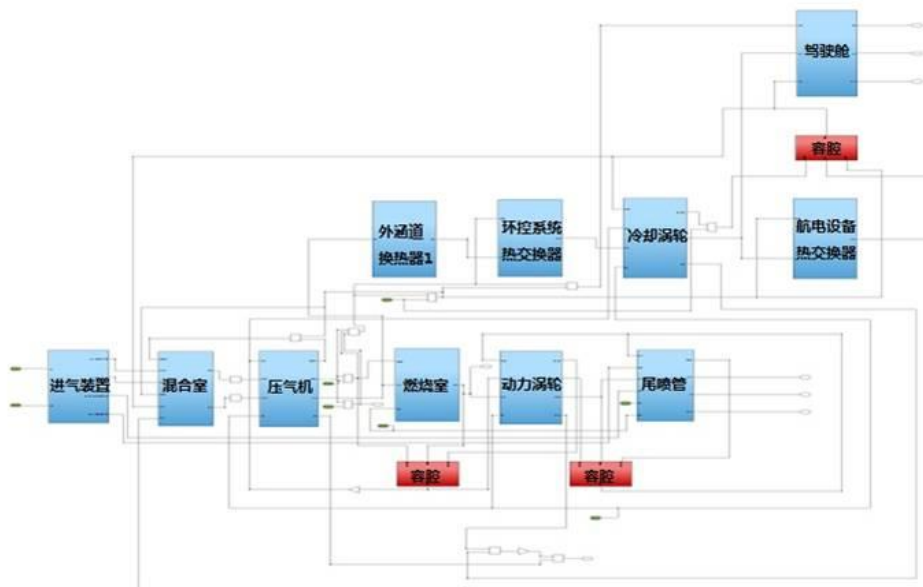 驾驶舱
容腔
外通道
换热器1
环控系统
热交换器
冷却涡轮
航电设备
热交换器
进气装置
混合室
压气机
燃烧室
动力涡轮
尾喷管
容腔
容腔